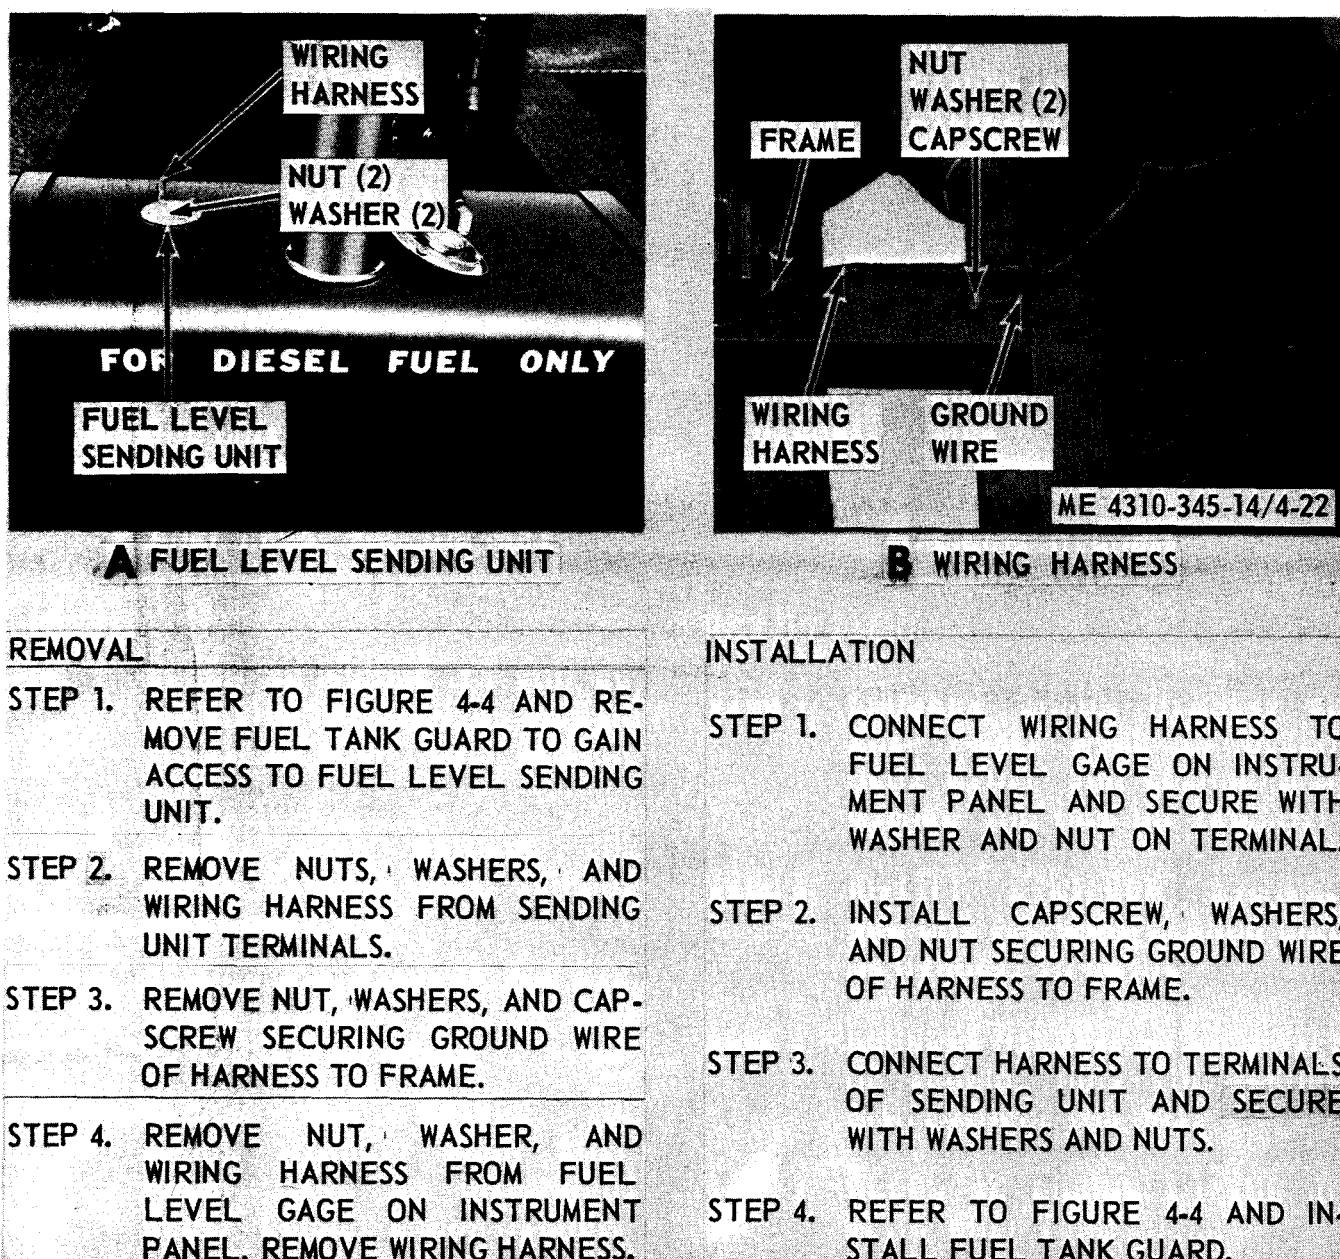 WIRING
HARNESS
NUT (2)
WASHER (2)
FOR DIESEL FUEL ONLY
FUEL LEVEL
SENDING UNIT
NUT
WASHER (2)
CAPSCREW
FRAME
WIRING
HARNESS
GROUND
WIRE
ME 4310-345-14/4-22
A FUEL LEVEL SENDING UNIT
B WIRING HARNESS
REMOVAL
STEP 1. REFER TO FIGURE 4-4 AND RE-
MOVE FUEL TANK GUARD TO GAIN
ACCESS TO FUEL LEVEL SENDING
UNIT.
STEP 2. REMOVE NUTS, WASHERS, AND
WIRING HARNESS FROM SENDING
UNIT TERMINALS.
STEP 3. REMOVE NUT, WASHERS, AND CAP-
SCREW SECURING GROUND WIRE
OF HARNESS TO FRAME.
STEP 4. REMOVE NUT, WASHER, AND
WIRING HARNESS FROM FUEL
LEVEL GAGE ON INSTRUMENT
PANEL. REMOVE WIRING HARNESS.
INSTALLATION
STEP 1. CONNECT WIRING HARNESS TO
FUEL LEVEL GAGE ON INSTRU-
MENT PANEL AND SECURE WITH
WASHER AND NUT ON TERMINAL.
STEP 2. INSTALL CAPSCREW, WASHERS,
AND NUT SECURING GROUND WIRE
OF HARNESS TO FRAME.
STEP 3. CONNECT HARNESS TO TERMINALS
OF SENDING UNIT AND SECURE
WITH WASHERS AND NUTS.
STEP 4. REFER TO FIGURE 4-4 AND IN-
STALL FUEL TANK GUARD.